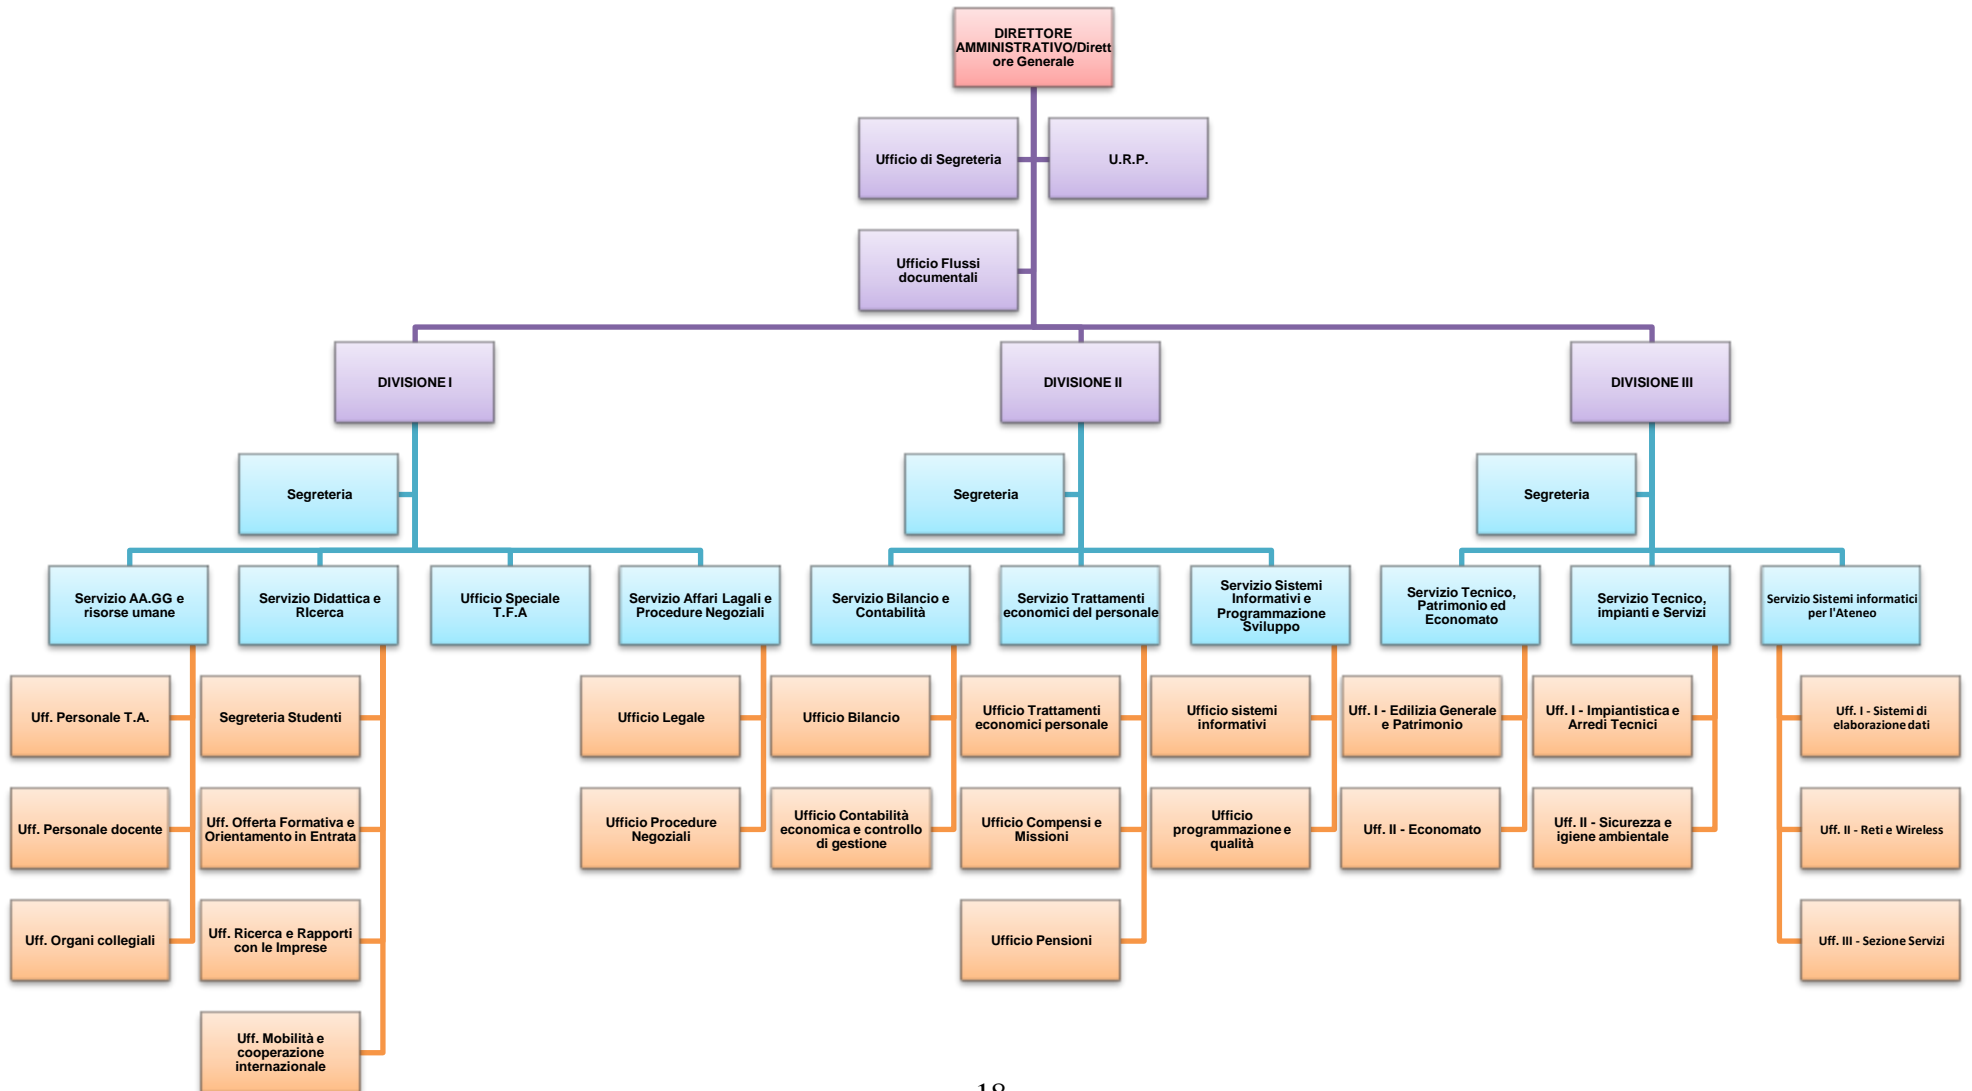 DIRETTORE
AMMINISTRATIVO/Dirett
ore Generale
Ufficio di Segreteria
U.R.P.
Ufficio Flussi
documentali
DIVISIONE I
DIVISIONE II
DIVISIONE III
Segreteria
Segreteria
Segreteria
Servizio AA.GG e
risorse umane
Servizio Didattica e
RIcerca
Ufficio Speciale
T.F.A
Servizio Affari Lagali e
Procedure Negoziali
Servizio Bilancio e
Contabilità
Servizio Trattamenti
economici del personale
Servizio Sistemi
Informativi e
Programmazione
Sviluppo
Servizio Tecnico,
Patrimonio ed
Economato
Servizio Tecnico,
impianti e Servizi
Servizio Sistemi informatici
per l'Ateneo
Uff. Personale T.A.
Segreteria Studenti
Ufficio Legale
Ufficio Bilancio
Ufficio Trattamenti
economici personale
Ufficio sistemi
informativi
Uff. I - Edilizia Generale
e Patrimonio
Uff. I - Impiantistica e
Arredi Tecnici
Uff. I - Sistemi di
elaborazione dati
Uff. Personale docente
Uff. Offerta Formativa e
Orientamento in Entrata
Ufficio Procedure
Negoziali
Ufficio Contabilità
economica e controllo
di gestione
Ufficio Compensi e
Missioni
Ufficio
programmazione e
qualità
Uff. II - Economato
Uff. II - Sicurezza e
igiene ambientale
Uff. II - Reti e Wireless
Uff. Organi collegiali
Uff. Ricerca e Rapporti
con le Imprese
Ufficio Pensioni
Uff. III - Sezione Servizi
Uff. Mobilità e
cooperazione
internazionale
18